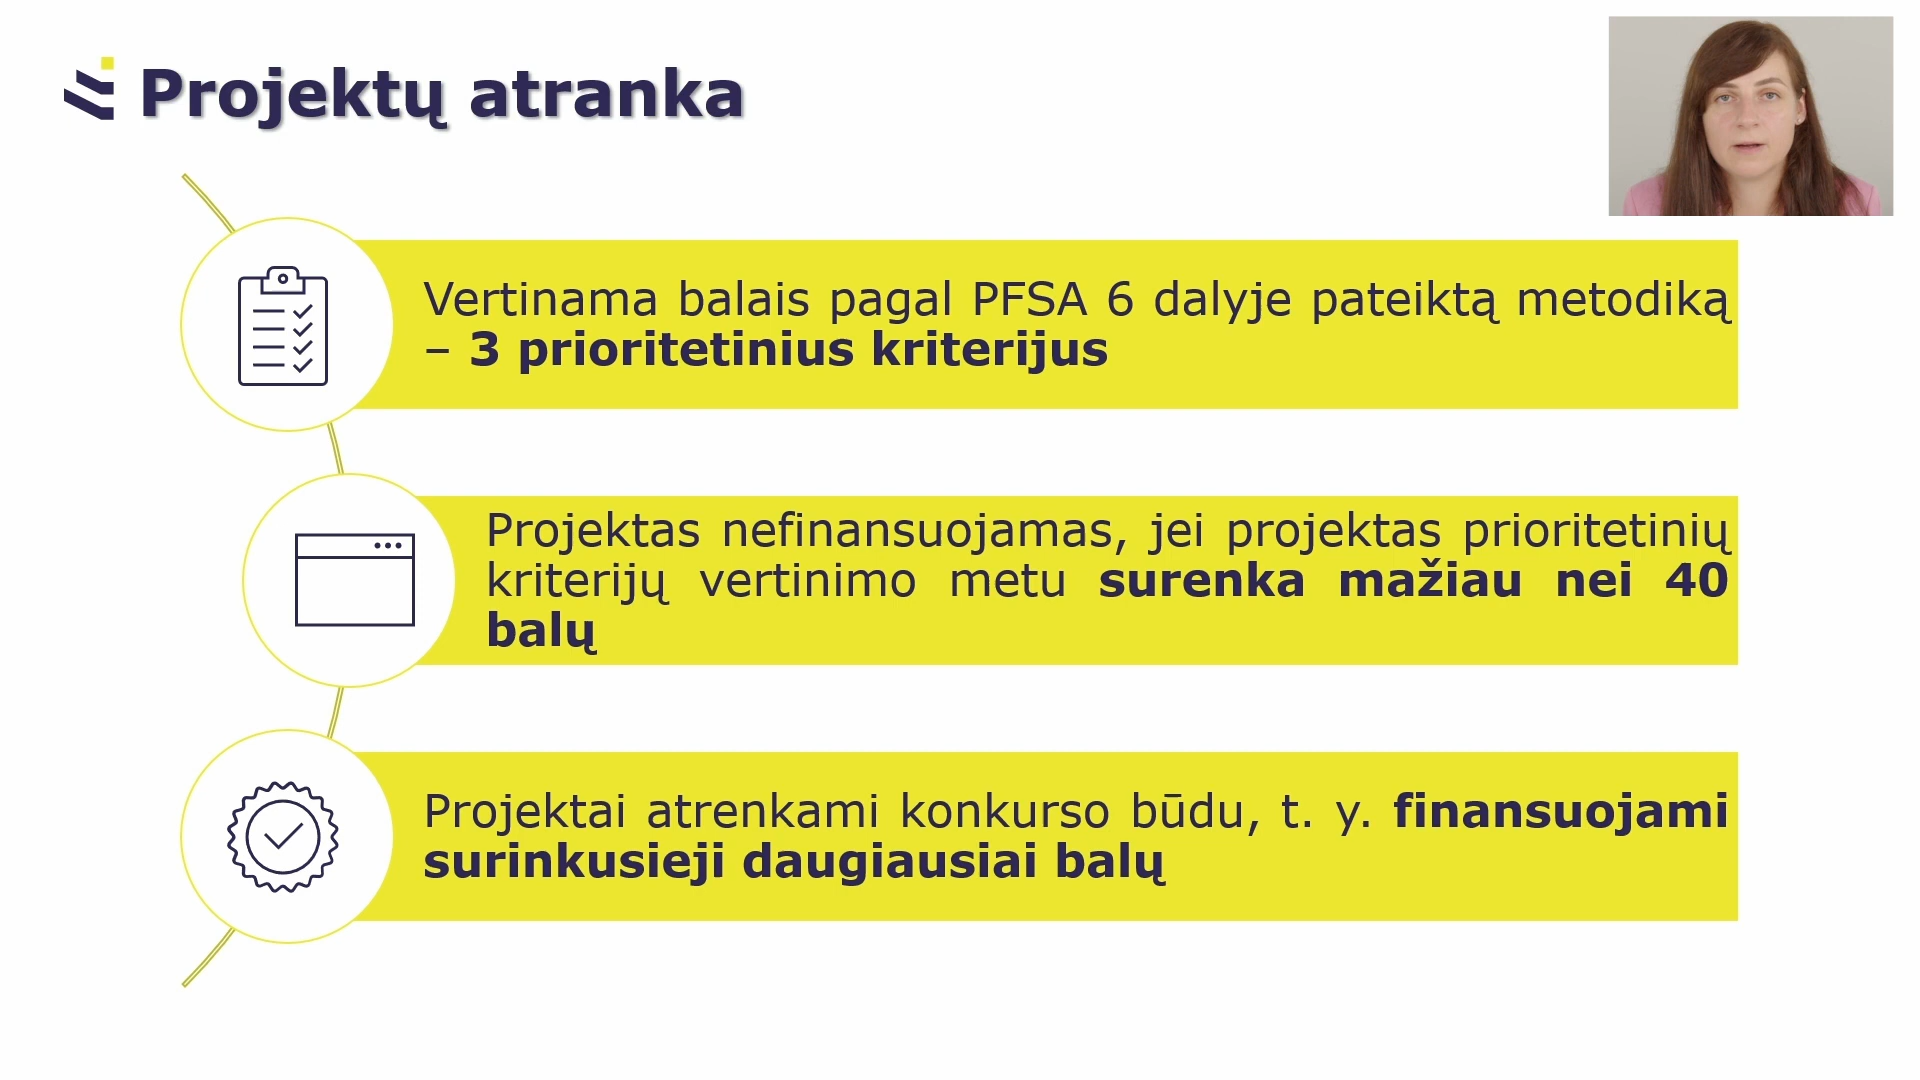 Projektų atranka
Vertinama balais pagal PFSA 6 dalyje pateiktą metodiką
– 3 prioritetinius kriterijus
Projektas nefinansuojamas, jei projektas prioritetinių
kriterijų vertinimo metu surenka mažiau nei 40
balų
Projektai atrenkami konkurso būdu, t. y. finansuojami
surinkusieji daugiausiai balų